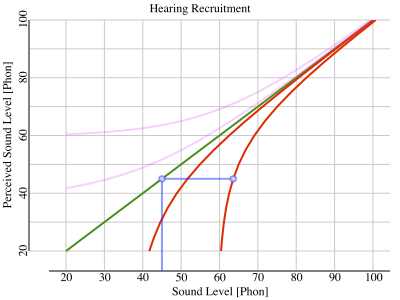 Hearing Recruitment
Perceived Sound Level [Phon]
100
80
60
40
20
20 30 40 50 60 70 80 90 100
Sound Level [Phon]